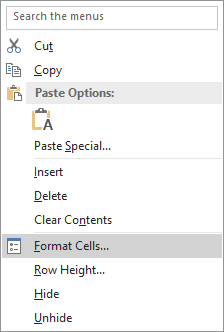 Search the menus
Cut
Copy
Paste Options:
A
Paste Special...
Insert
Delete
Clear Contents
Format Cells...
Row Height...
Hide
Unhide